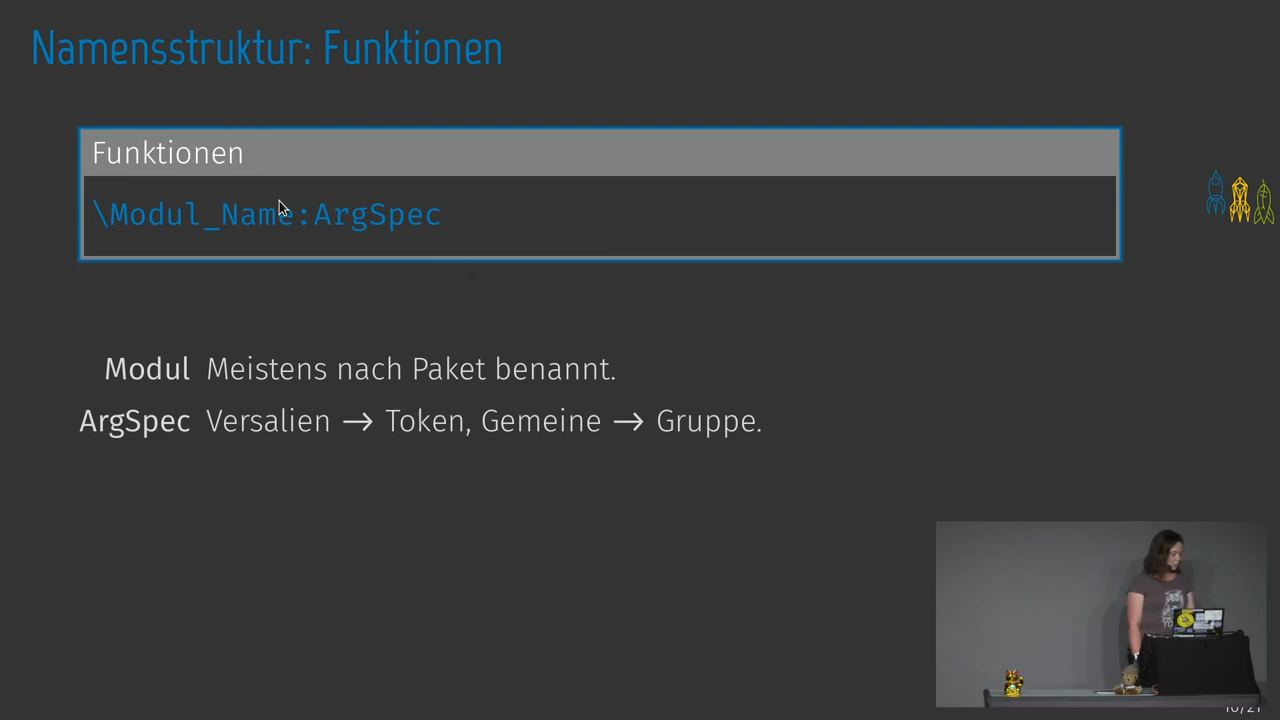 Namensstruktur: Funktionen
Funktionen
\Modul_Name:ArgSpec
Modul Meistens nach Paket benannt.
ArgSpec Versalien → Token, Gemeine → Gruppe.